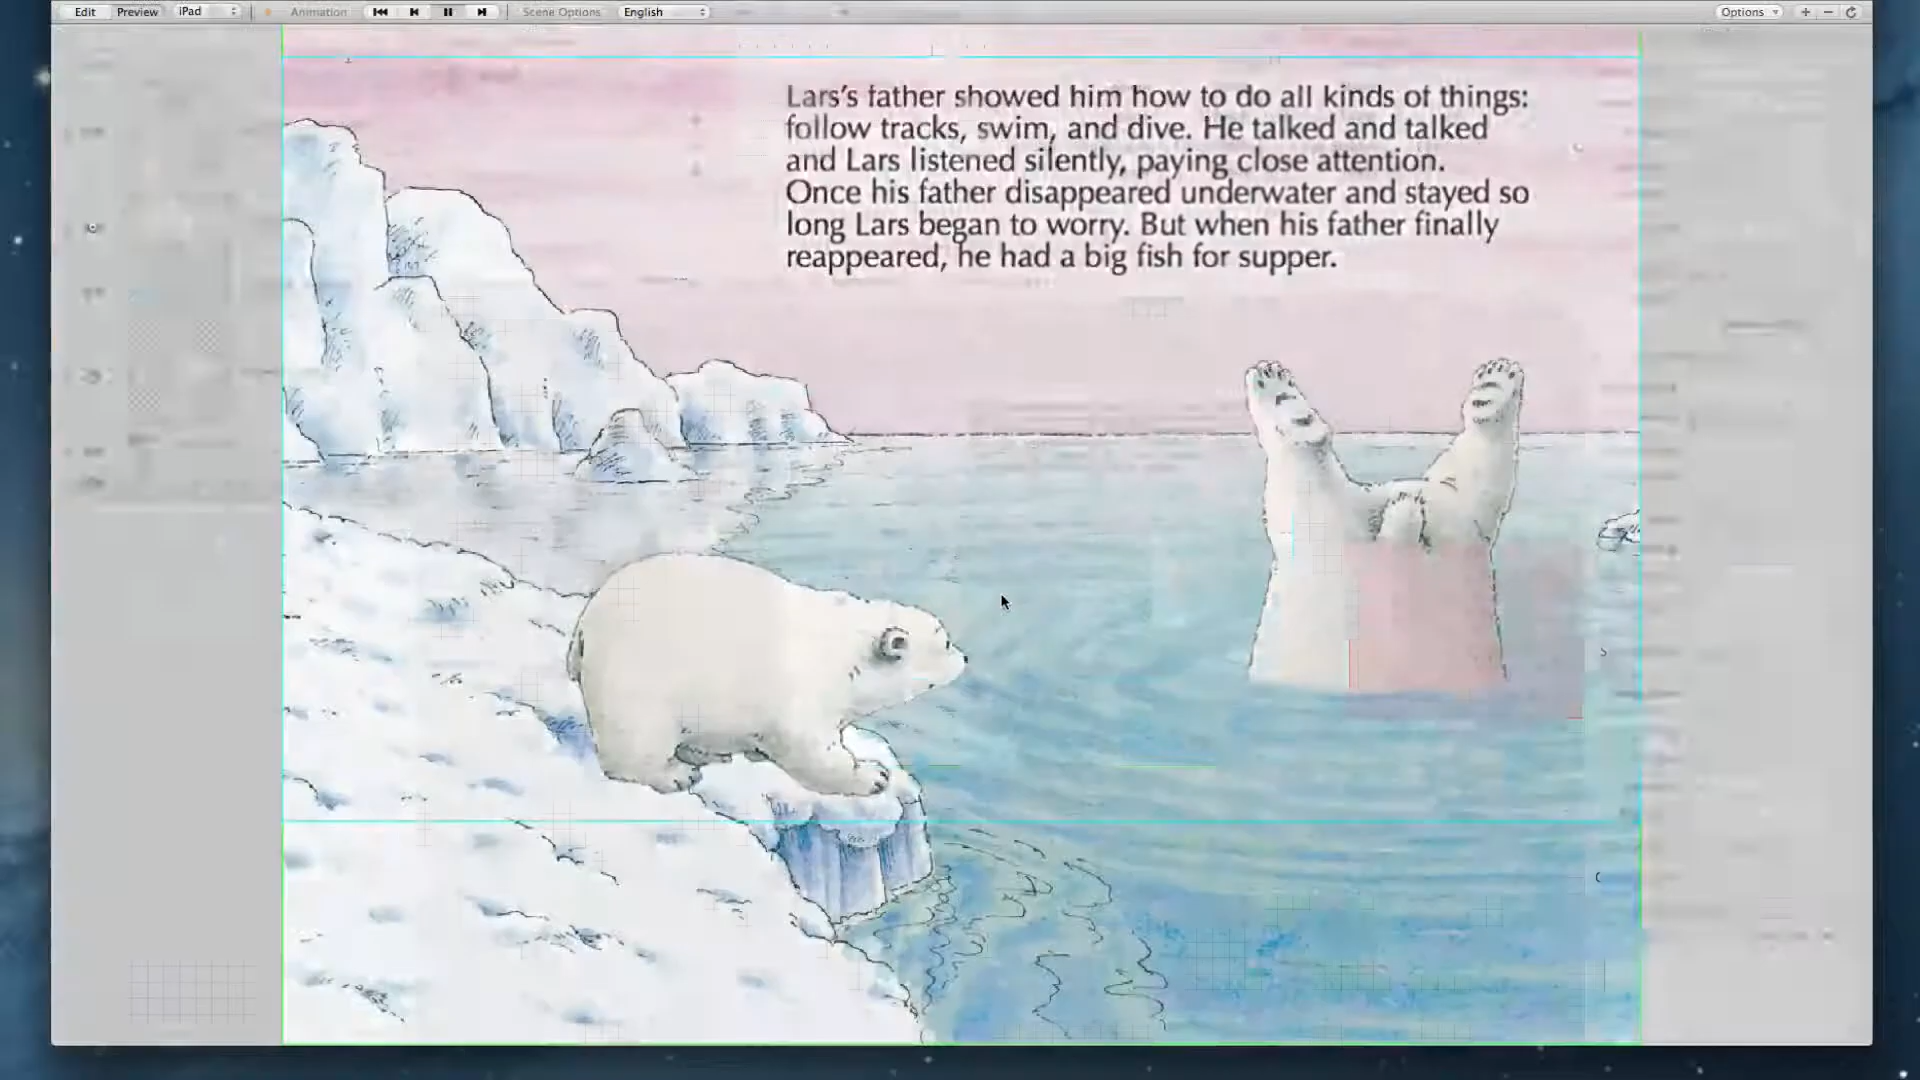 Edit Preview iPad Animation Scene Options English Options
Lars's father showed him how to do all kinds of things:
follow tracks, swim, and dive. He talked and talked
and Lars listened silently, paying close attention.
Once his father disappeared underwater and stayed so
long Lars began to worry. But when his father finally
reappeared, he had a big fish for supper.